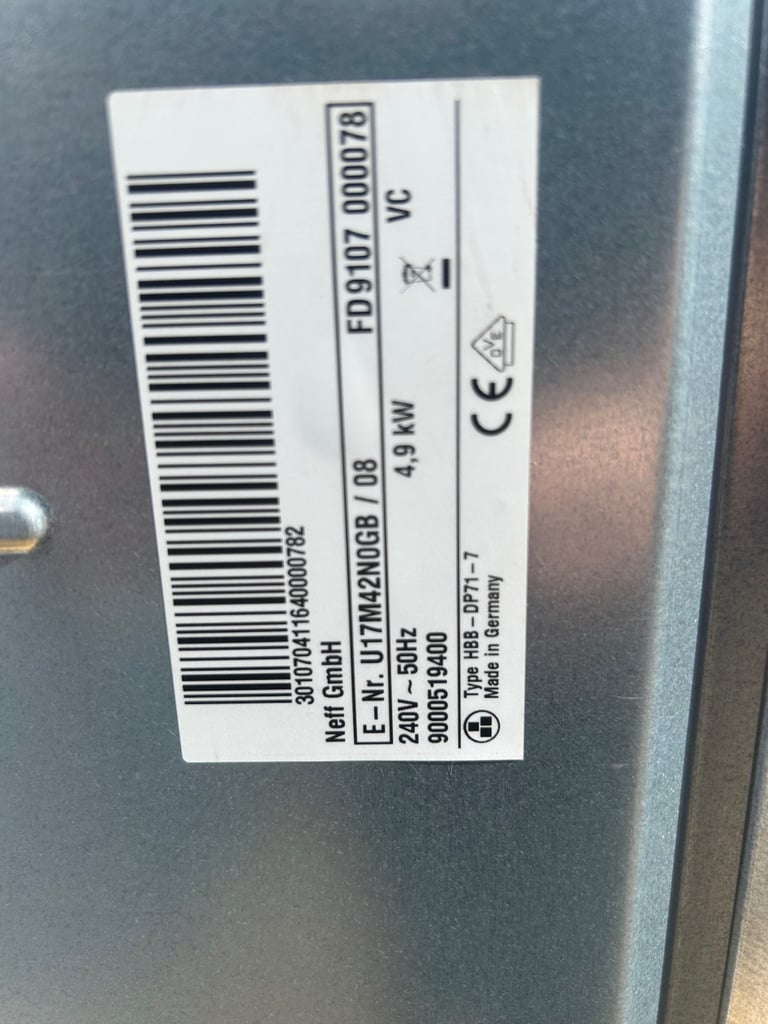 301070411640000782
Neff GmbH
E-Nr. U17M42N0GB / 08 FD9107 000078
240V~50Hz 4,9 kW VC
9000519400
Type HBB-DP71-7
Made in Germany
CE DVE